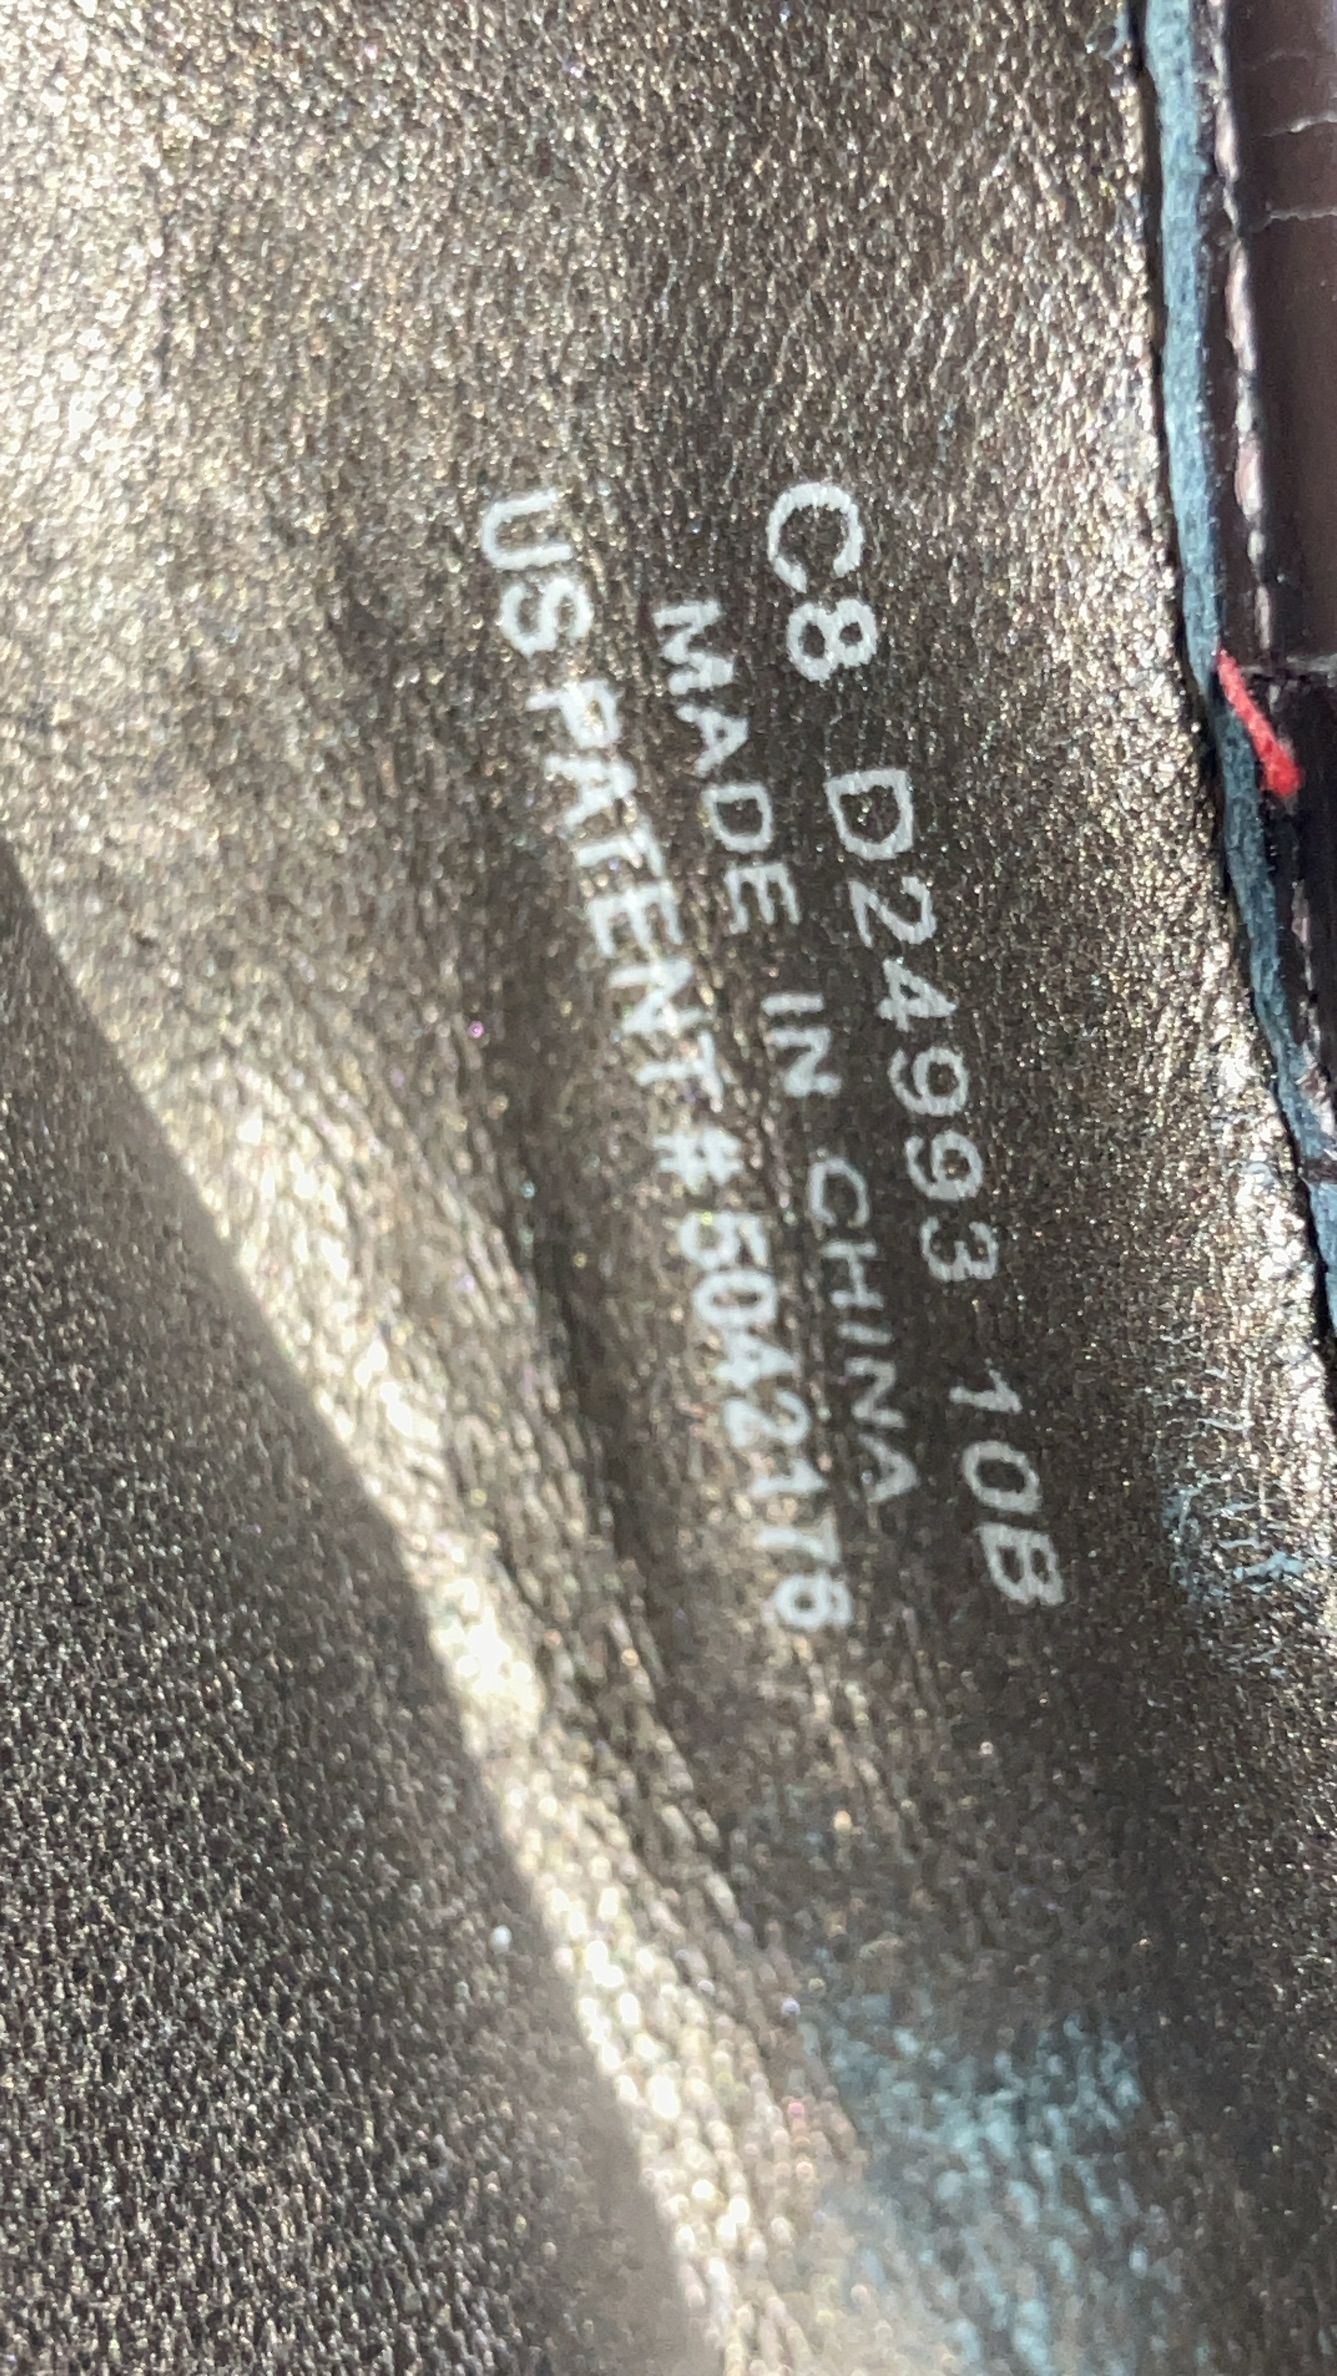 C8 D24993 10B
MADE IN CHINA
US PATENT#5042176